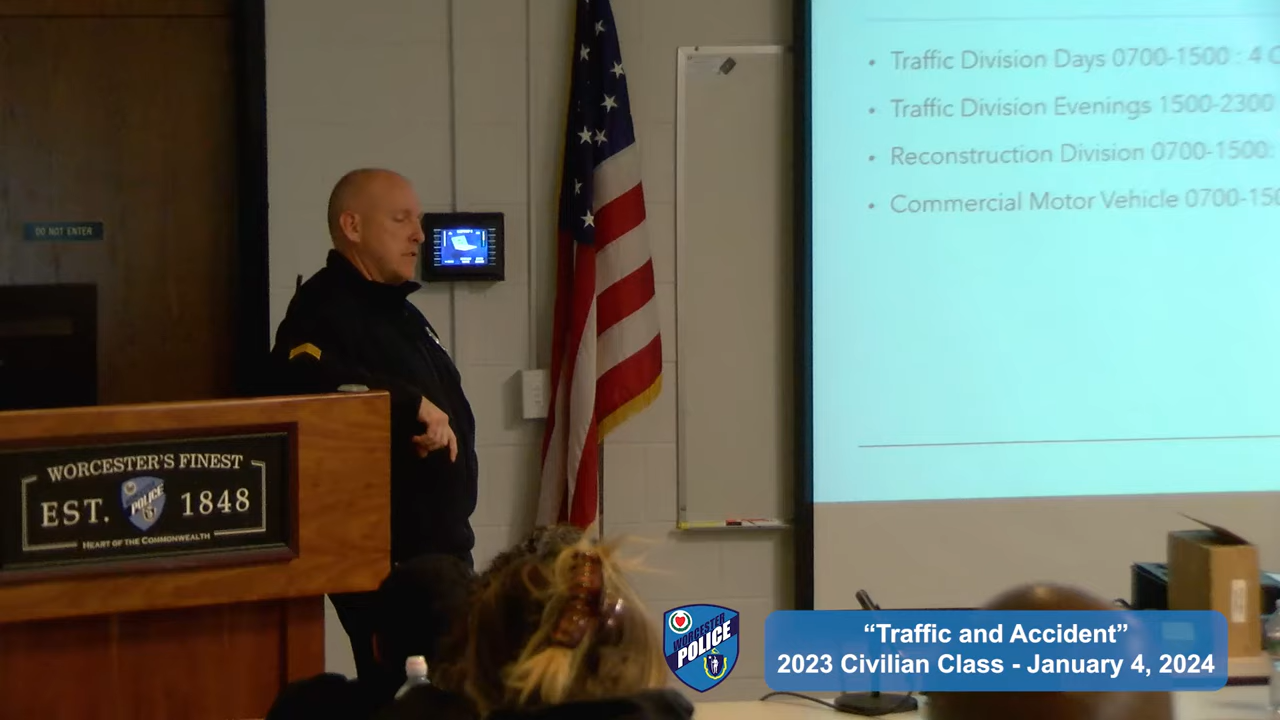 • Traffic Division Days 0700-1500 : 4
• Traffic Division Evenings 1500-2300
• Reconstruction Division 0700-1500:
• Commercial Motor Vehicle 0700-150
DO NOT ENTER
WORCESTER'S FINEST
EST. POLICE 1848
HEART OF THE COMMONWEALTH
WORCESTER
POLICE
“Traffic and Accident”
2023 Civilian Class - January 4, 2024